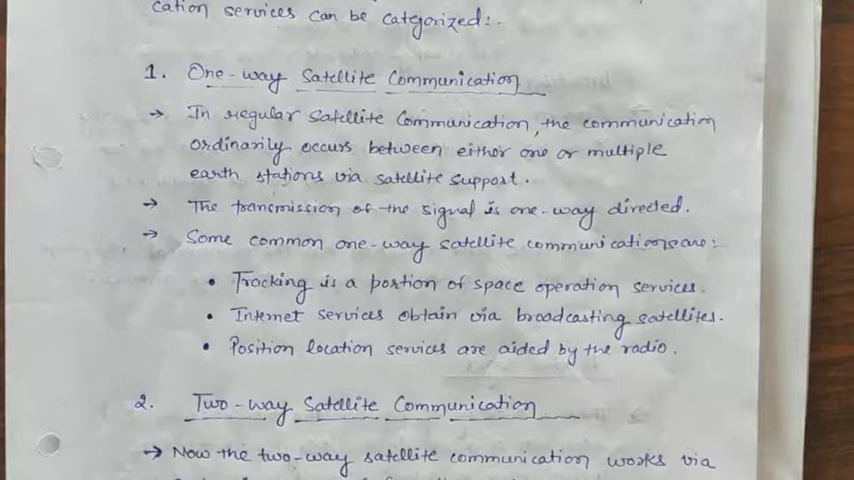 cation services can be categorized:-
1. One-way Satellite Communication
→ In regular Satellite Communication, the communication
ordinarily occurs between either one or multiple
earth stations via satellite support.
→ The transmission of the signal is one-way directed.
→ Some common one-way satellite communications are:-
• Tracking is a portion of space operation services.
• Internet services obtain via broadcasting satellites.
• Position location services are aided by the radio.
2. Two-way Satellite Communication
→ Now the two-way satellite communication works via